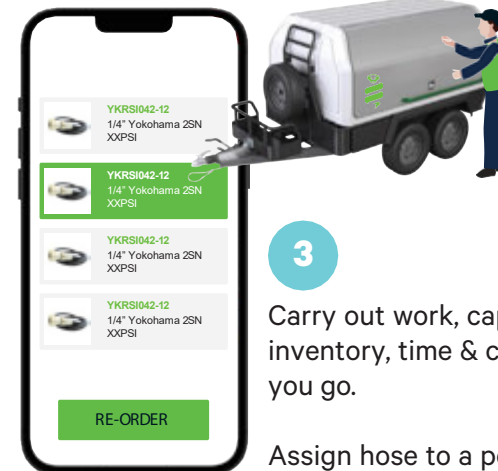 YKRSI042-12
1/4" Yokohama 2SN
XXPSI
YKRSI042-12
1/4" Yokohama 2SN
XXPSI
YKRSI042-12
1/4" Yokohama 2SN
XXPSI
YKRSI042-12
1/4" Yokohama 2SN
XXPSI
RE-ORDER
3
Carry out work,
inventory, time &
you go.
Assign hose to a